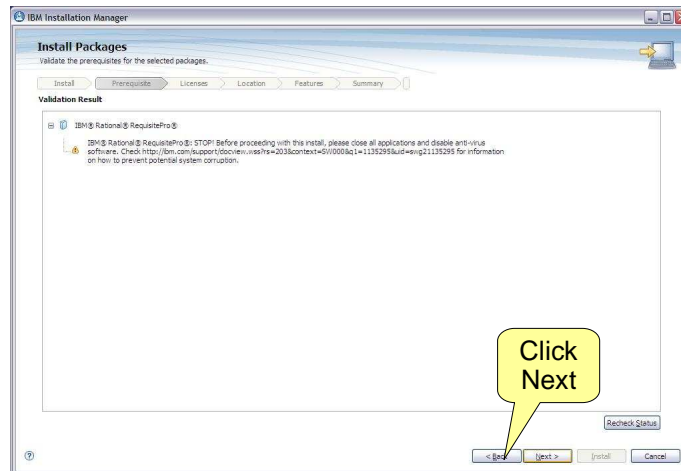 IBM Installation Manager
Install Packages
Validate the prerequisites for the selected packages.
Install Prerequisite Licenses Location Features Summary
Validation Result
IBM® Rational® RequisitePro®
IBM® Rational® RequisitePro®: STOP! Before proceeding with this install, please close all applications and disable anti-virus
software. Check http://ibm.com/support/docview.wss?rs=203&context=SW000&q1=1135295&uid=swg21135295 for information
on how to prevent potential system corruption.
Click
Next
Recheck Status
< Back Next > Install Cancel